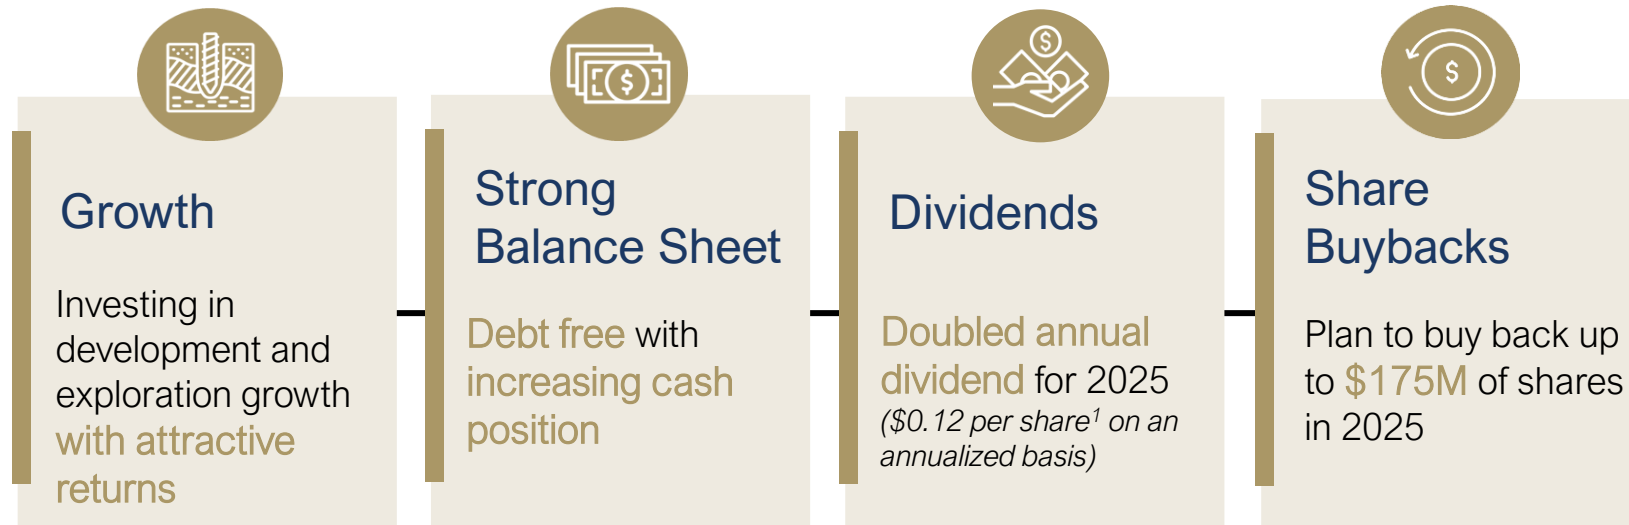 Growth
Investing in
development and
exploration growth
with attractive
returns
Strong
Balance Sheet
Debt free with
increasing cash
position
Dividends
Doubled annual
dividend for 2025
($0.12 per share¹ on an
annualized basis)
Share
Buybacks
Plan to buy back up
to $175M of shares
in 2025